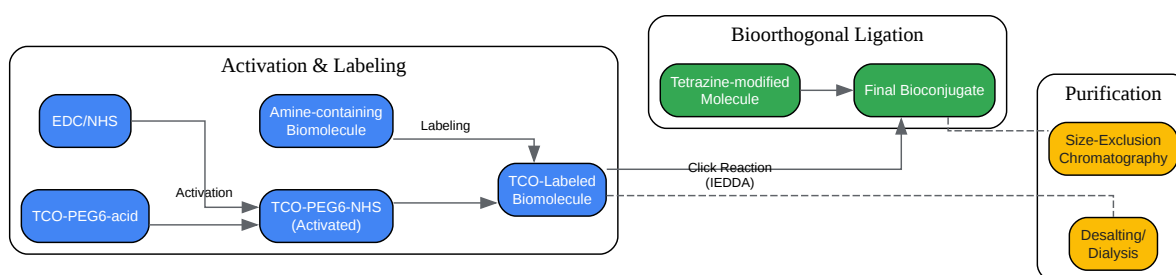 Activation & Labeling
EDC/NHS
Amine-containing
Biomolecule
Labeling
TCO-PEG6-acid
Activation
TCO-PEG6-NHS
(Activated)
TCO-Labeled
Biomolecule
Click Reaction
(IEDDA)
Bioorthogonal Ligation
Tetrazine-modified
Molecule
Final Bioconjugate
Purification
Size-Exclusion
Chromatography
Desalting/
Dialysis